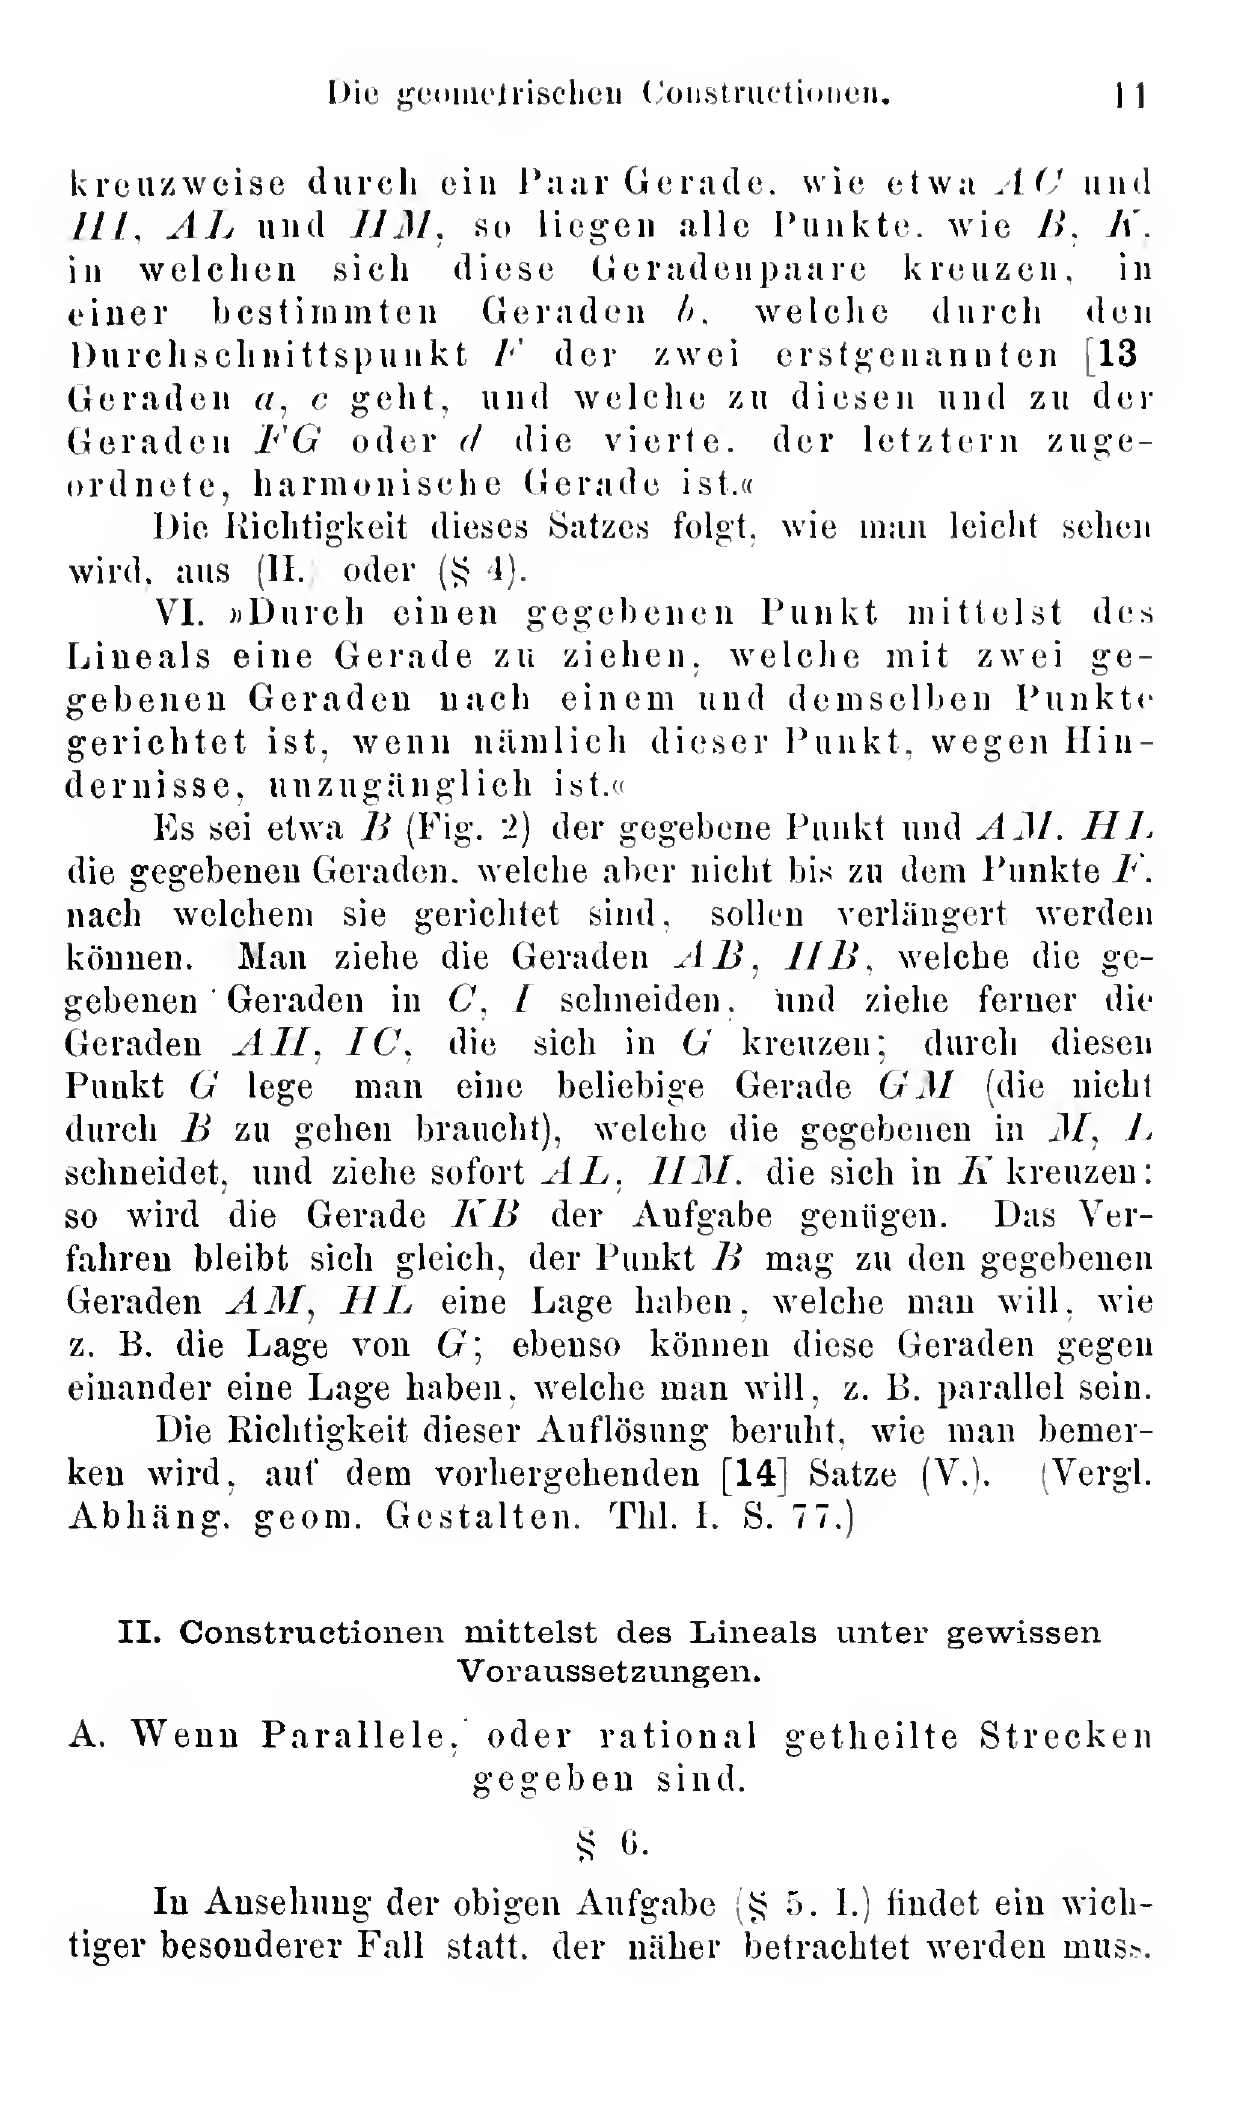 Die geometrischen Constructionen. 11
kreuzweise durch ein Paar Gerade, wie etwa AC und
HI, AL und HM, so liegen alle Punkte, wie B, K,
in welchen sich diese Geradenpaare kreuzen, in
einer bestimmten Geraden b, welche durch den
Durchschnittspunkt F der zwei erstgenannten [13
Geraden a, c geht, und welche zu diesen und zu der
Geraden FG oder d die vierte, der letztern zuge-
ordnete, harmonische Gerade ist.«
Die Richtigkeit dieses Satzes folgt, wie man leicht sehen
wird, aus (II.) oder (§ 4).
VI. »Durch einen gegebenen Punkt mittelst des
Lineals eine Gerade zu ziehen, welche mit zwei ge-
gebenen Geraden nach einem und demselben Punkte
gerichtet ist, wenn nämlich dieser Punkt, wegen Hin-
dernisse, unzugänglich ist.«
Es sei etwa B (Fig. 2) der gegebene Punkt und AM, HL
die gegebenen Geraden, welche aber nicht bis zu dem Punkte F,
nach welchem sie gerichtet sind, sollen verlängert werden
können. Man ziehe die Geraden AB, HB, welche die ge-
gebenen Geraden in C, I schneiden, und ziehe ferner die
Geraden AH, IC, die sich in G kreuzen; durch diesen
Punkt G lege man eine beliebige Gerade GM (die nicht
durch B zu gehen braucht), welche die gegebenen in M, L
schneidet, und ziehe sofort AL, HM, die sich in K kreuzen:
so wird die Gerade KB der Aufgabe genügen. Das Ver-
fahren bleibt sich gleich, der Punkt B mag zu den gegebenen
Geraden AM, HL eine Lage haben, welche man will, wie
z. B. die Lage von G; ebenso können diese Geraden gegen
einander eine Lage haben, welche man will, z. B. parallel sein.
Die Richtigkeit dieser Auflösung beruht, wie man bemer-
ken wird, auf dem vorhergehenden [14] Satze (V.). (Vergl.
Abhäng. geom. Gestalten. Thl. I. S. 77.)
II. Constructionen mittelst des Lineals unter gewissen
Voraussetzungen.
A. Wenn Parallele, oder rational getheilte Strecken
gegeben sind.
§ 6.
In Ansehung der obigen Aufgabe (§ 5. I.) findet ein wich-
tiger besonderer Fall statt, der näher betrachtet werden muss.